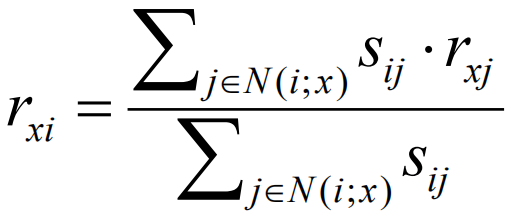 r_{xi} = \frac{\sum_{j \in N(i;x)} s_{ij} \cdot r_{xj}}{\sum_{j \in N(i;x)} s_{ij}}